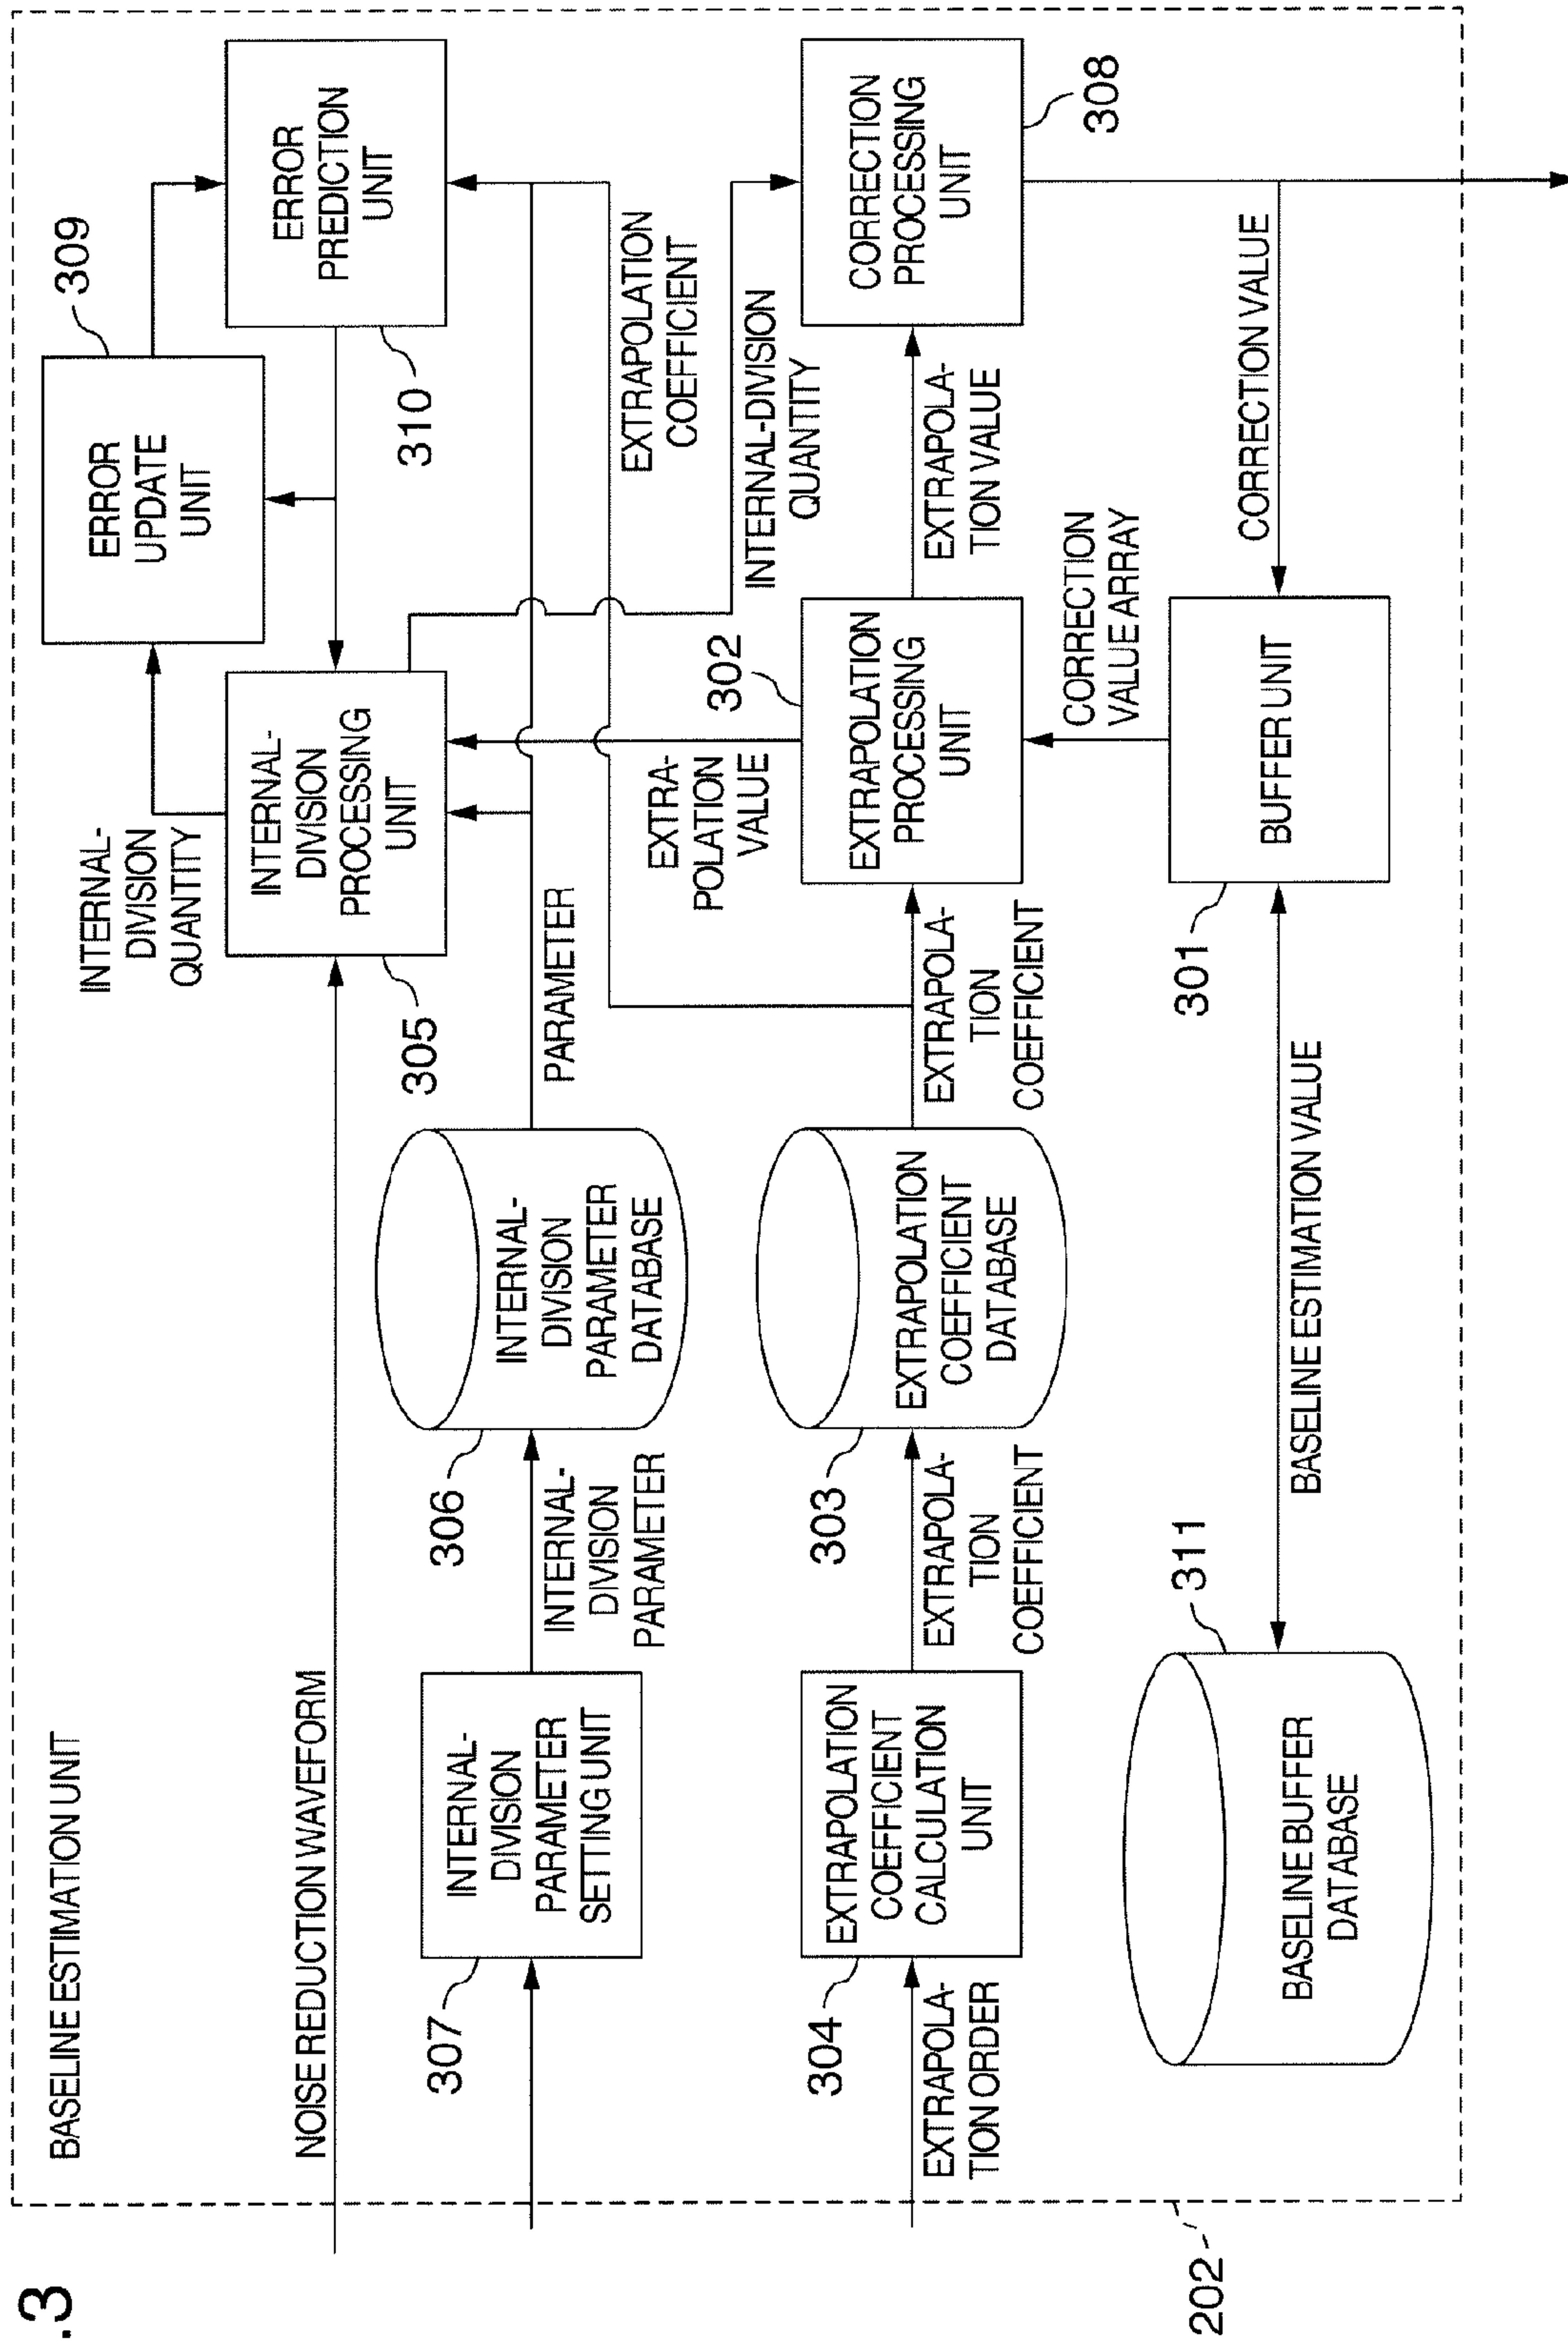 .3
BASELINE ESTIMATION UNIT
202
NOISE REDUCTION WAVEFORM
INTERNAL-
DIVISION
QUANTITY
309
ERROR
UPDATE
UNIT
305
INTERNAL-
DIVISION
PROCESSING
UNIT
310
ERROR
PREDICTION
UNIT
307
INTERNAL-
DIVISION
PARAMETER
SETTING UNIT
INTERNAL-
DIVISION
PARAMETER
306
INTERNAL-
DIVISION
PARAMETER
DATABASE
PARAMETER
EXTRAPOLATION
COEFFICIENT
EXTRA-
POLATION
VALUE
INTERNAL-DIVISION
QUANTITY
EXTRAPOLA-
TION ORDER
304
EXTRAPOLATION
COEFFICIENT
CALCULATION
UNIT
EXTRAPOLA-
TION
COEFFICIENT
303
EXTRAPOLATION
COEFFICIENT
DATABASE
EXTRAPOLA-
TION
COEFFICIENT
302
EXTRAPOLATION
PROCESSING
UNIT
EXTRAPOLA-
TION VALUE
CORRECTION
PROCESSING
UNIT
308
CORRECTION
VALUE ARRAY
311
BASELINE BUFFER
DATABASE
BASELINE ESTIMATION VALUE
301
BUFFER UNIT
CORRECTION VALUE